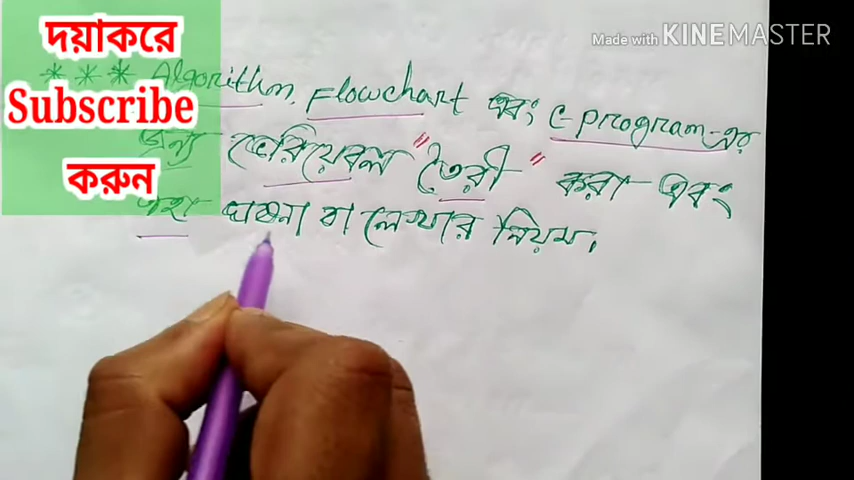 দয়াকরে
Subscribe
করুন
Made with KINEMASTER
*** Algorithm, Flowchart এবং C-program-এর
জন্য ভেরিয়েবল "তৈরী" করা এবং
ঘোষনা বা লেখার নিয়ম.